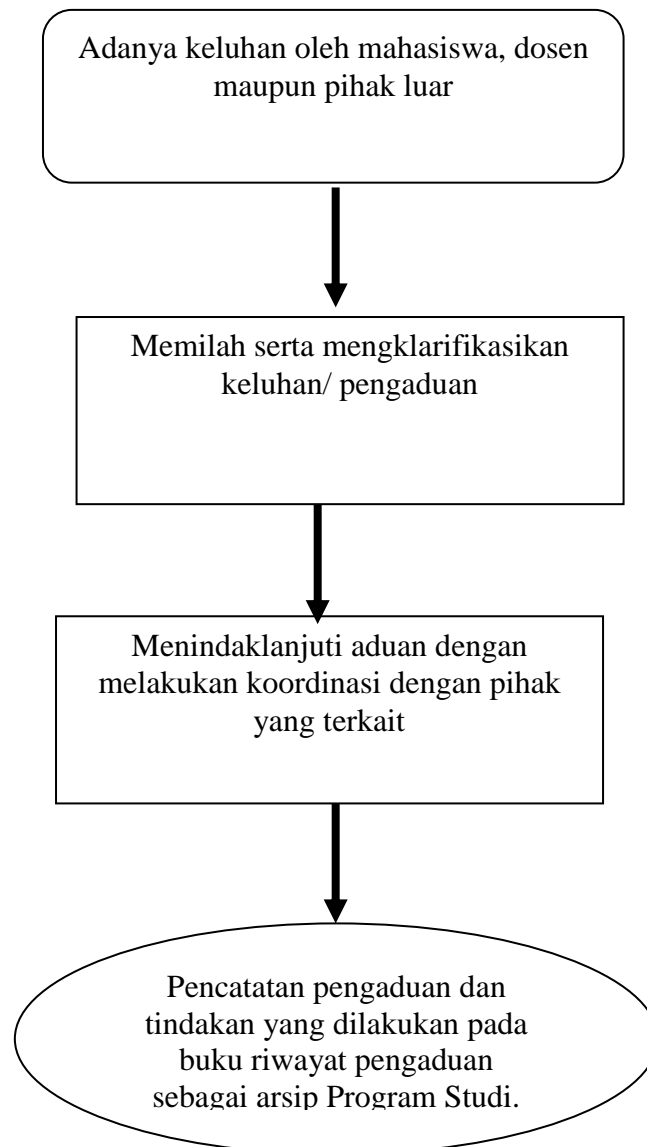 Adanya keluhan oleh mahasiswa, dosen
maupun pihak luar
Memilah serta mengklarifikasikan
keluhan/ pengaduan
Menindaklanjuti aduan dengan
melakukan koordinasi dengan pihak
yang terkait
Pencatatan pengaduan dan
tindakan yang dilakukan pada
buku riwayat pengaduan
sebagai arsip Program Studi.